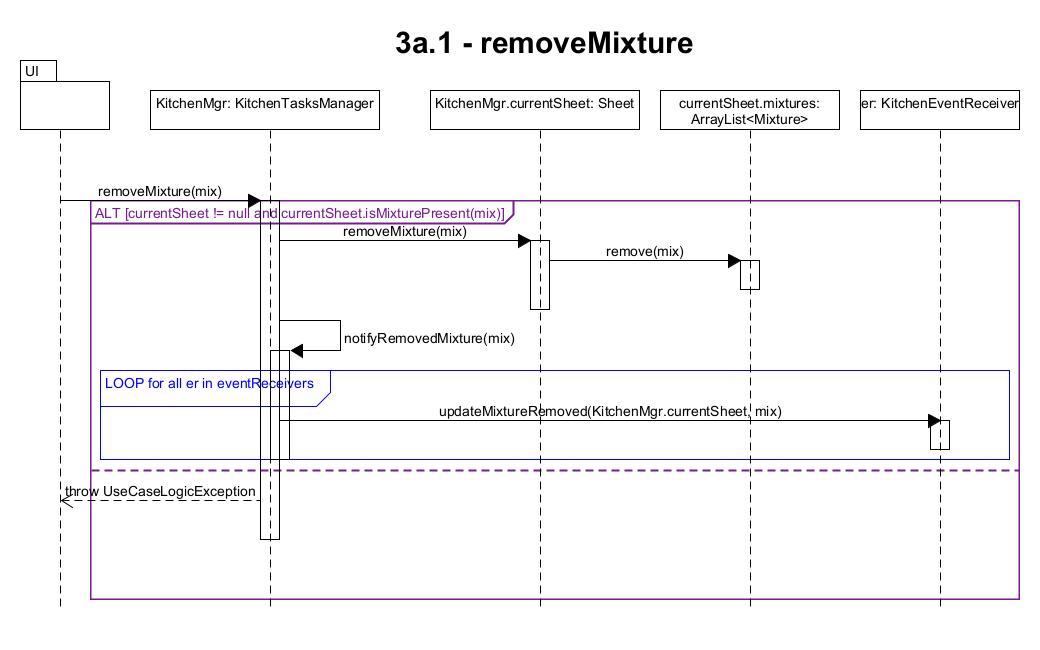 3a.1 - removeMixture
UI
KitchenMgr: KitchenTasksManager
KitchenMgr.currentSheet: Sheet
currentSheet.mixtures:
ArrayList<Mixture>
er: KitchenEventReceiver
removeMixture(mix)
ALT [currentSheet != null and currentSheet.isMixturePresent(mix)]
removeMixture(mix)
remove(mix)
notifyRemovedMixture(mix)
LOOP for all er in eventReceivers
updateMixtureRemoved(KitchenMgr.currentSheet, mix)
throw UseCaseLogicException